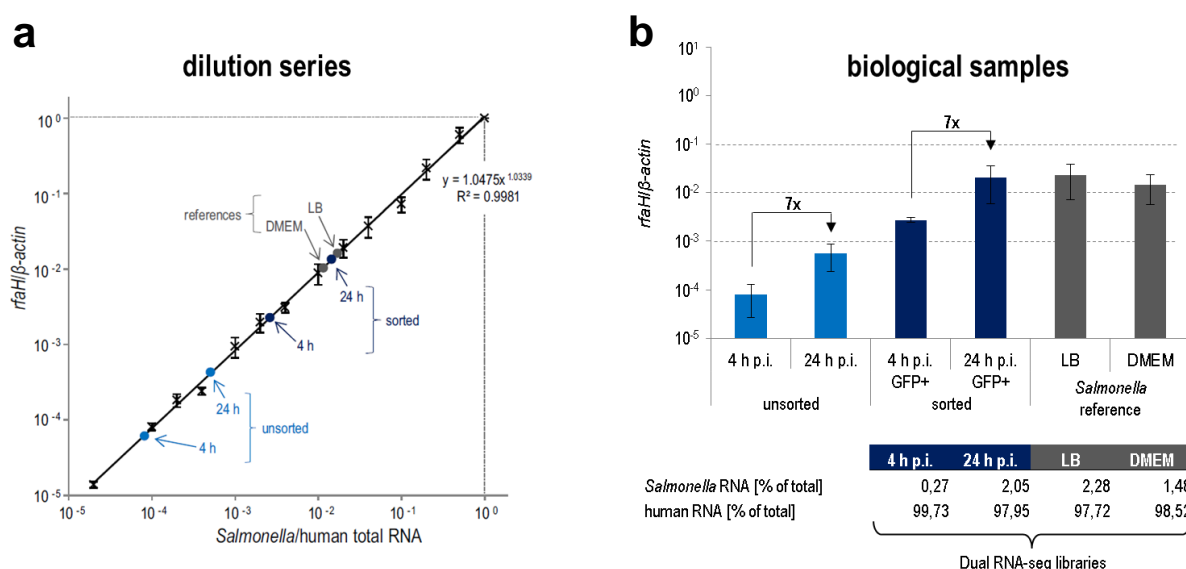 a
dilution series
rfaH/β-actin
10⁰
10⁻¹
10⁻²
10⁻³
10⁻⁴
10⁻⁵
y = 1.0475x^1.0339
R² = 0.9981
references
LB
DMEM
24 h
sorted
4 h
24 h
unsorted
4 h
10⁻⁵ 10⁻⁴ 10⁻³ 10⁻² 10⁻¹ 10⁰
Salmonella/human total RNA
b
biological samples
rfaH/β-actin
10¹
10⁰
10⁻¹
10⁻²
10⁻³
10⁻⁴
10⁻⁵
7x
7x
4 h p.i. 24 h p.i. 4 h p.i. GFP+ 24 h p.i. GFP+ LB DMEM
unsorted sorted Salmonella reference
4 h p.i. 24 h p.i. LB DMEM
Salmonella RNA [% of total] 0,27 2,05 2,28 1,48
human RNA [% of total] 99,73 97,95 97,72 98,52
Dual RNA-seq libraries